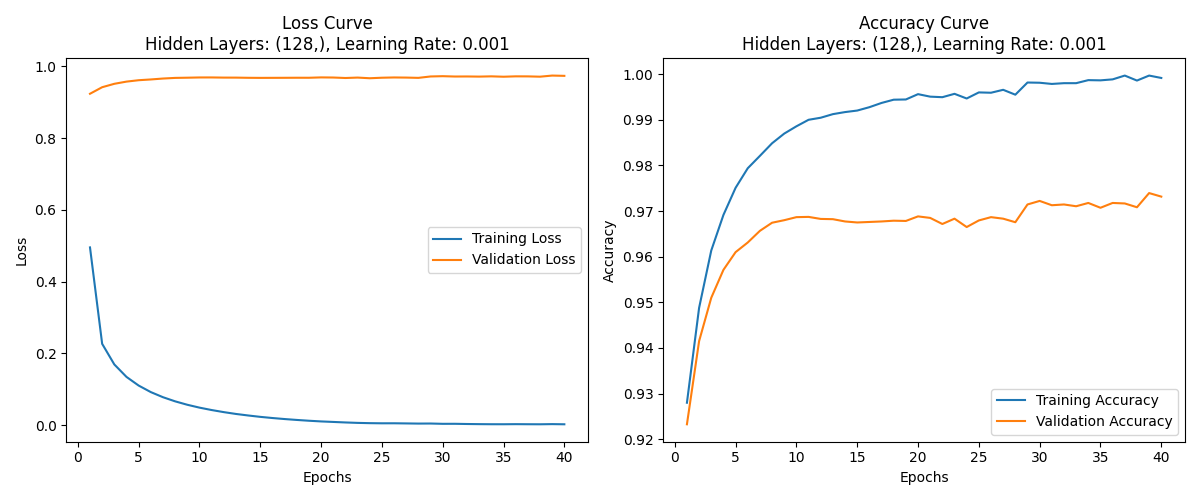 Loss Curve
Hidden Layers: (128,), Learning Rate: 0.001
1.0
0.8
0.6
0.4
0.2
0.0
Loss
Training Loss
Validation Loss
0 5 10 15 20 25 30 35 40
Epochs
Accuracy Curve
Hidden Layers: (128,), Learning Rate: 0.001
1.00
0.99
0.98
0.97
0.96
0.95
0.94
0.93
0.92
Accuracy
Training Accuracy
Validation Accuracy
0 5 10 15 20 25 30 35 40
Epochs